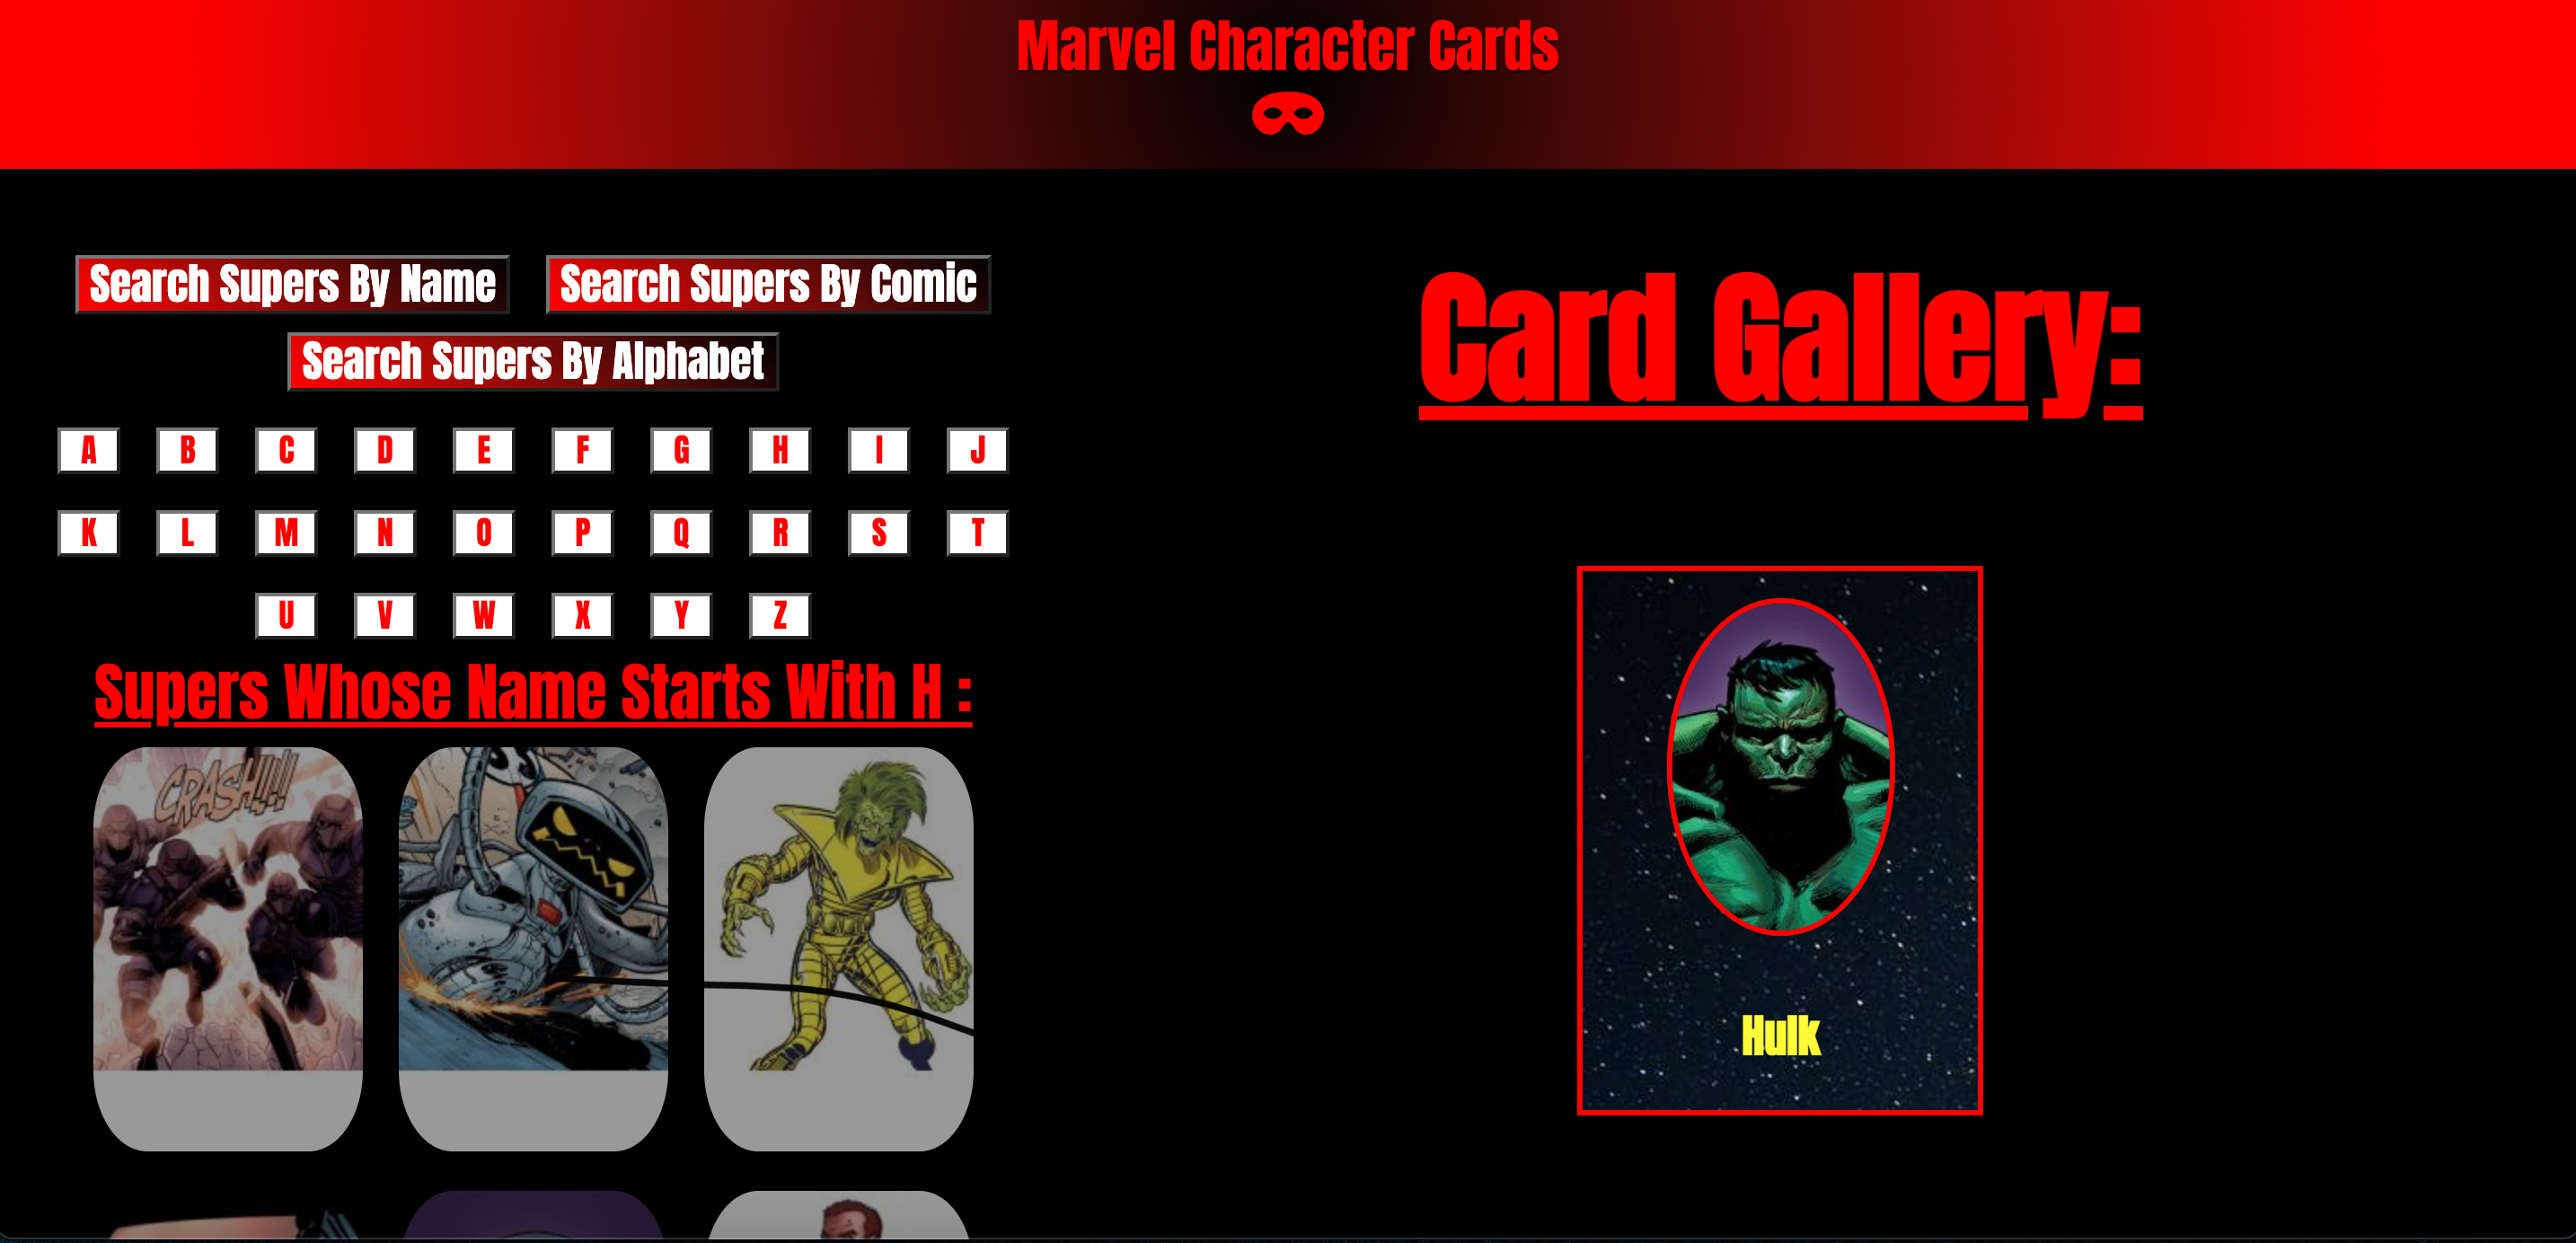 Marvel Character Cards
Search Supers By Name
Search Supers By Comic
Search Supers By Alphabet
A B C D E F G H I J
K L M N O P Q R S T
U V W X Y Z
Supers Whose Name Starts With H :
CRASH!!!!
Card Gallery:
Hulk